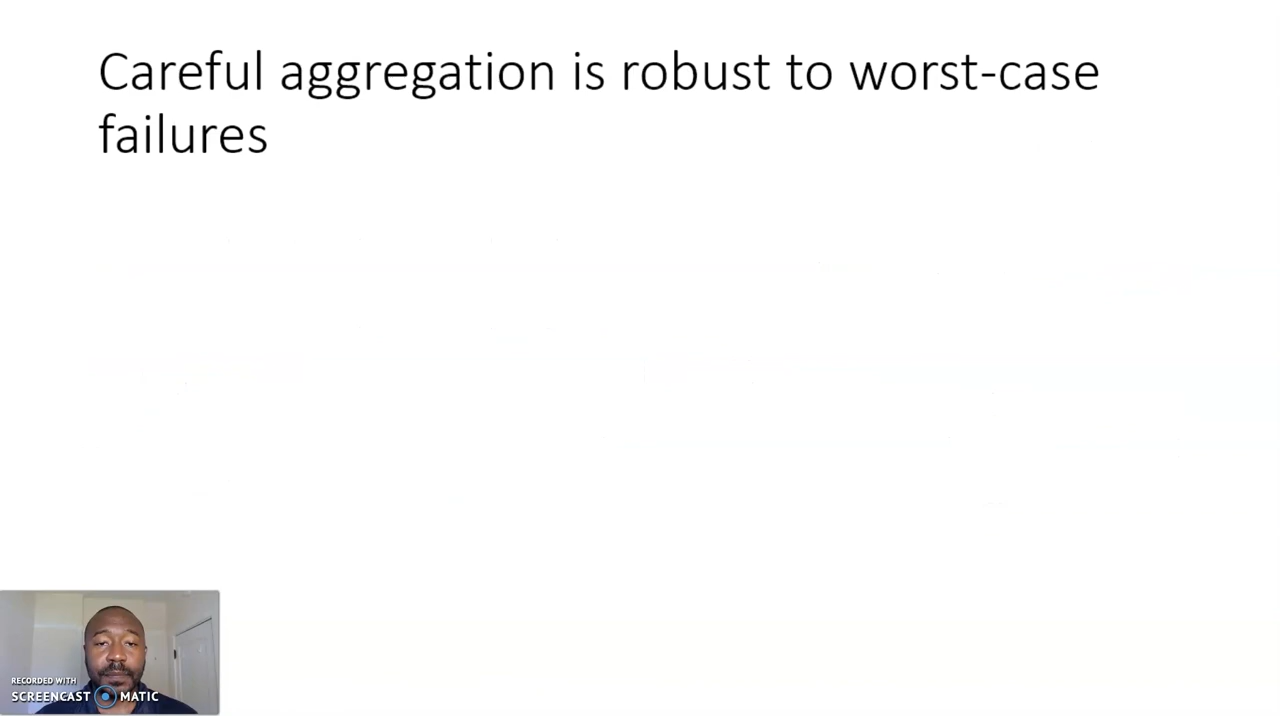 Careful aggregation is robust to worst-case
failures
RECORDED WITH
SCREENCAST MATIC